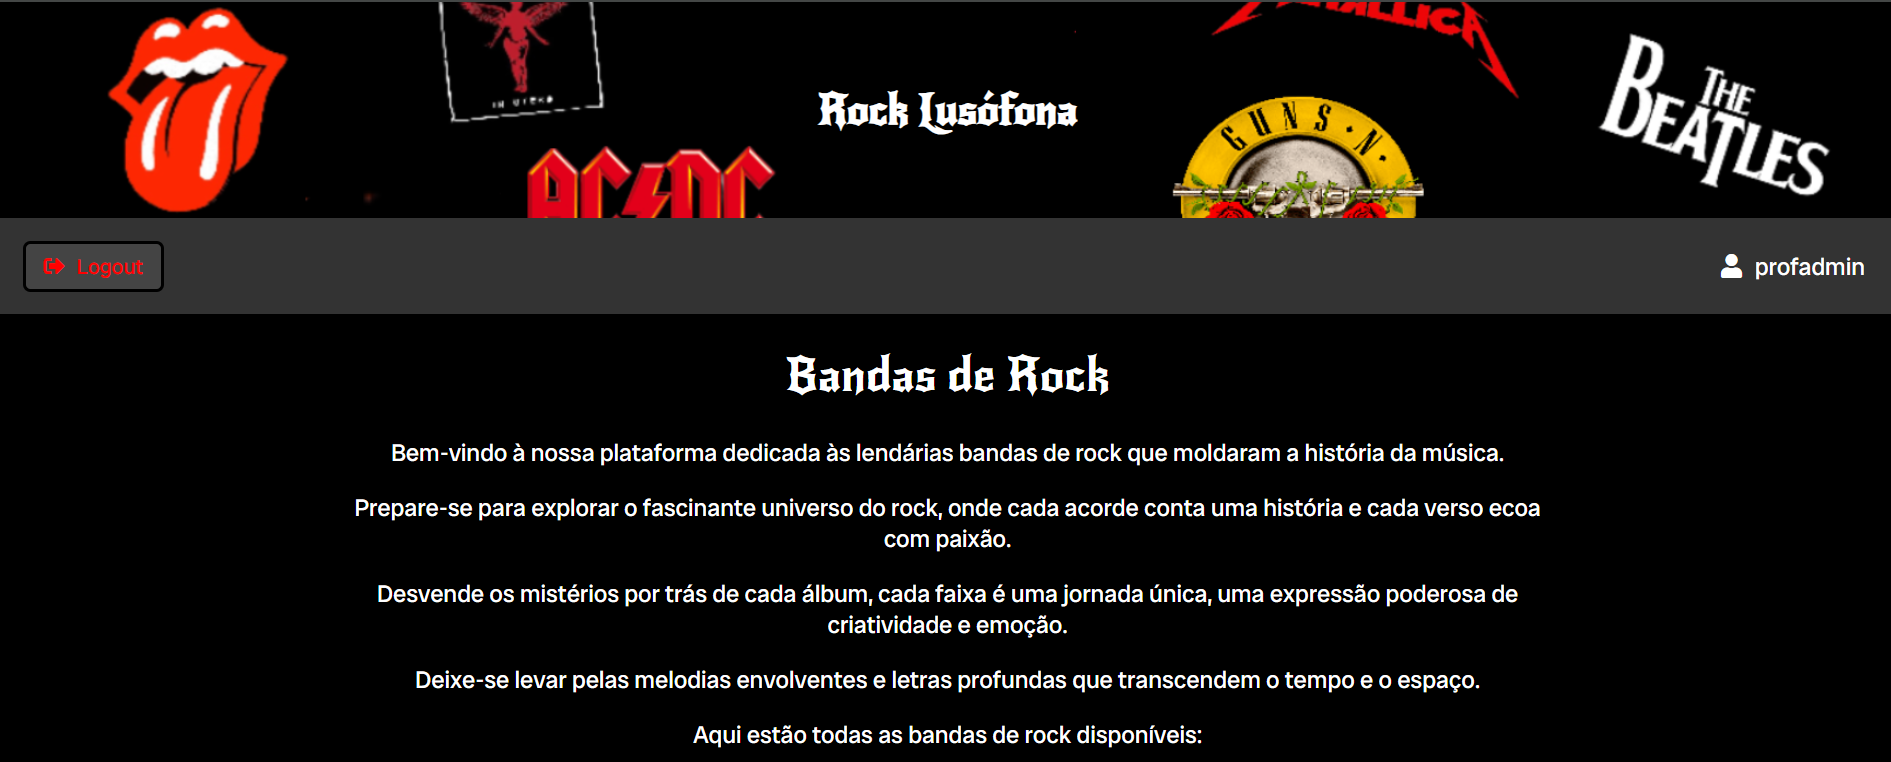 METALLICA
IN UTERO
Rock Lusófona
THE
BEATLES
GUNS • N •
AC DC
Logout
profadmin
Bandas de Rock
Bem-vindo à nossa plataforma dedicada às lendárias bandas de rock que moldaram a história da música.
Prepare-se para explorar o fascinante universo do rock, onde cada acorde conta uma história e cada verso ecoa
com paixão.
Desvende os mistérios por trás de cada álbum, cada faixa é uma jornada única, uma expressão poderosa de
criatividade e emoção.
Deixe-se levar pelas melodias envolventes e letras profundas que transcendem o tempo e o espaço.
Aqui estão todas as bandas de rock disponíveis: